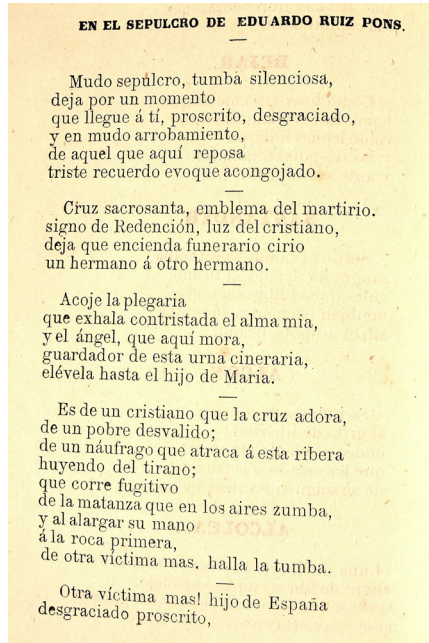 EN EL SEPULCRO DE EDUARDO RUIZ PONS.
Mudo sepulcro, tumba silenciosa,
deja por un momento
que llegue á tí, proscrito, desgraciado,
y en mudo arrobamiento,
de aquel que aquí reposa
triste recuerdo evoque acongojado.
Cruz sacrosanta, emblema del martirio.
signo de Redención, luz del cristiano,
deja que encienda funerario cirio
un hermano á otro hermano.
Acoje la plegaria
que exhala contristada el alma mia,
y el ángel, que aquí mora,
guardador de esta urna cineraria,
elévela hasta el hijo de Maria.
Es de un cristiano que la cruz adora,
de un pobre desvalido;
de un náufrago que atraca á esta ribera
huyendo del tirano;
que corre fugitivo
de la matanza que en los aires zumba,
y al alargar su mano
á la roca primera,
de otra víctima mas. halla la tumba.
Otra víctima mas! hijo de España
desgraciado proscrito,